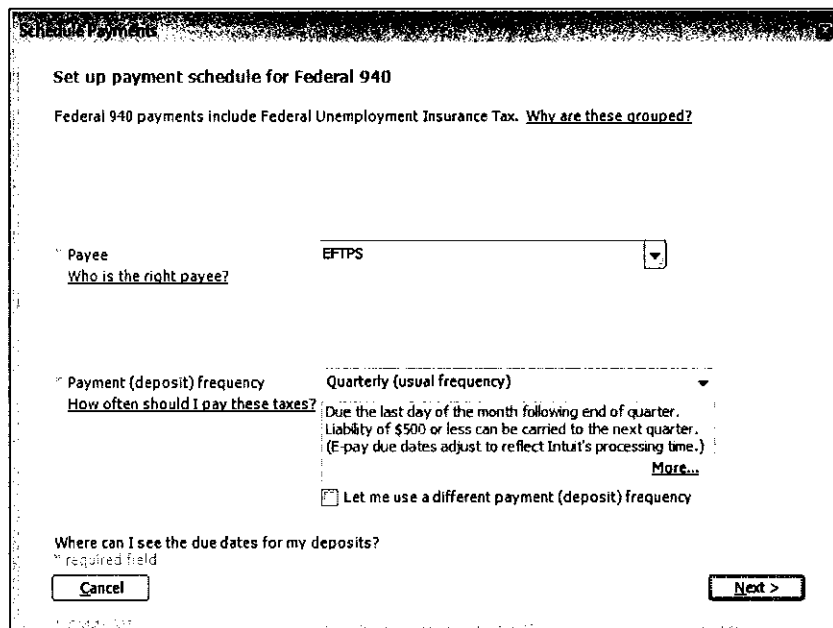 Schedule Payments
Set up payment schedule for Federal 940
Federal 940 payments include Federal Unemployment Insurance Tax. Why are these grouped?
* Payee
EFTPS
Who is the right payee?
* Payment (deposit) frequency
Quarterly (usual frequency)
How often should I pay these taxes?
Due the last day of the month following end of quarter.
Liability of $500 or less can be carried to the next quarter.
(E-pay due dates adjust to reflect Intuit's processing time.)
More...
Let me use a different payment (deposit) frequency
Where can I see the due dates for my deposits?
* required field
Cancel
Next >